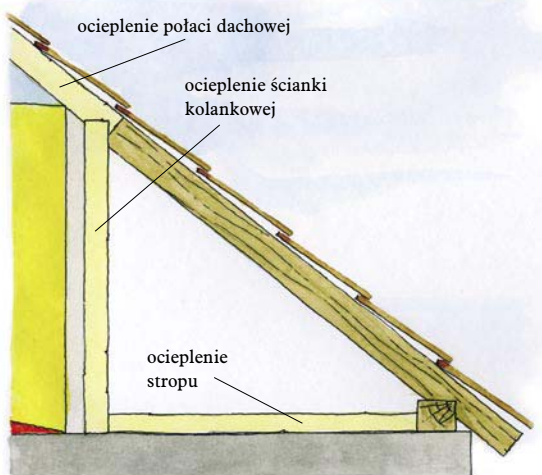 ocieplenie połaci dachowej
ocieplenie ścianki
kolankowej
ocieplenie
stropu